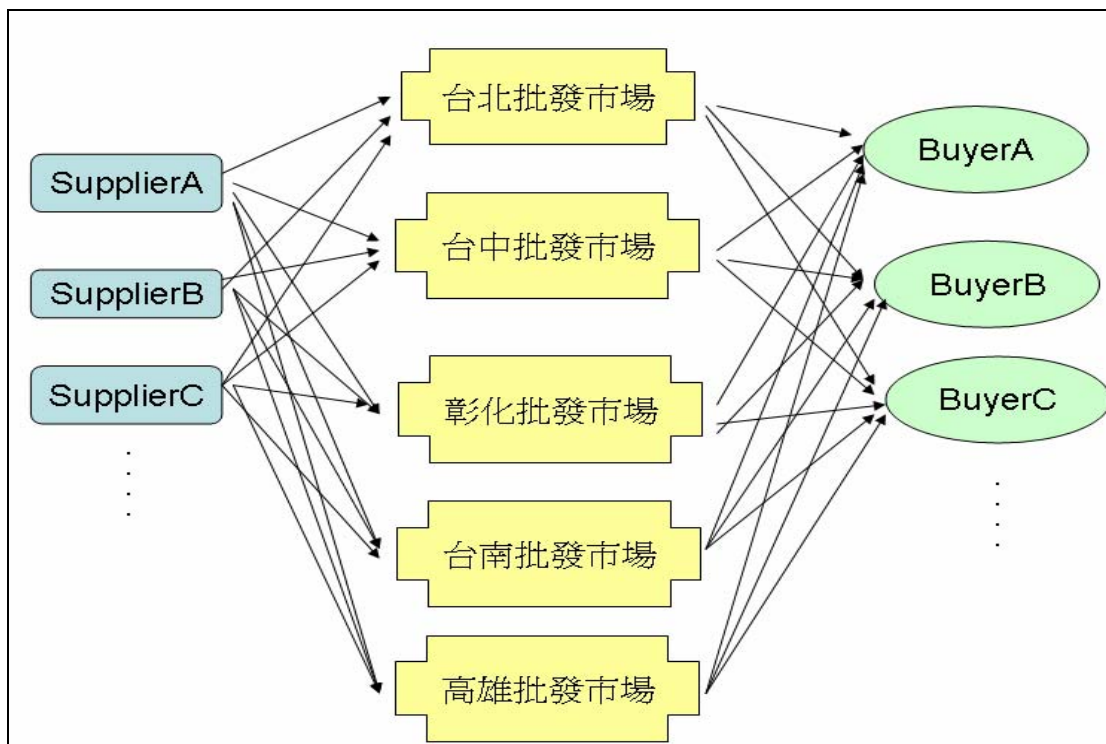 SupplierA
SupplierB
SupplierC
台北批發市場
台中批發市場
彰化批發市場
台南批發市場
高雄批發市場
BuyerA
BuyerB
BuyerC